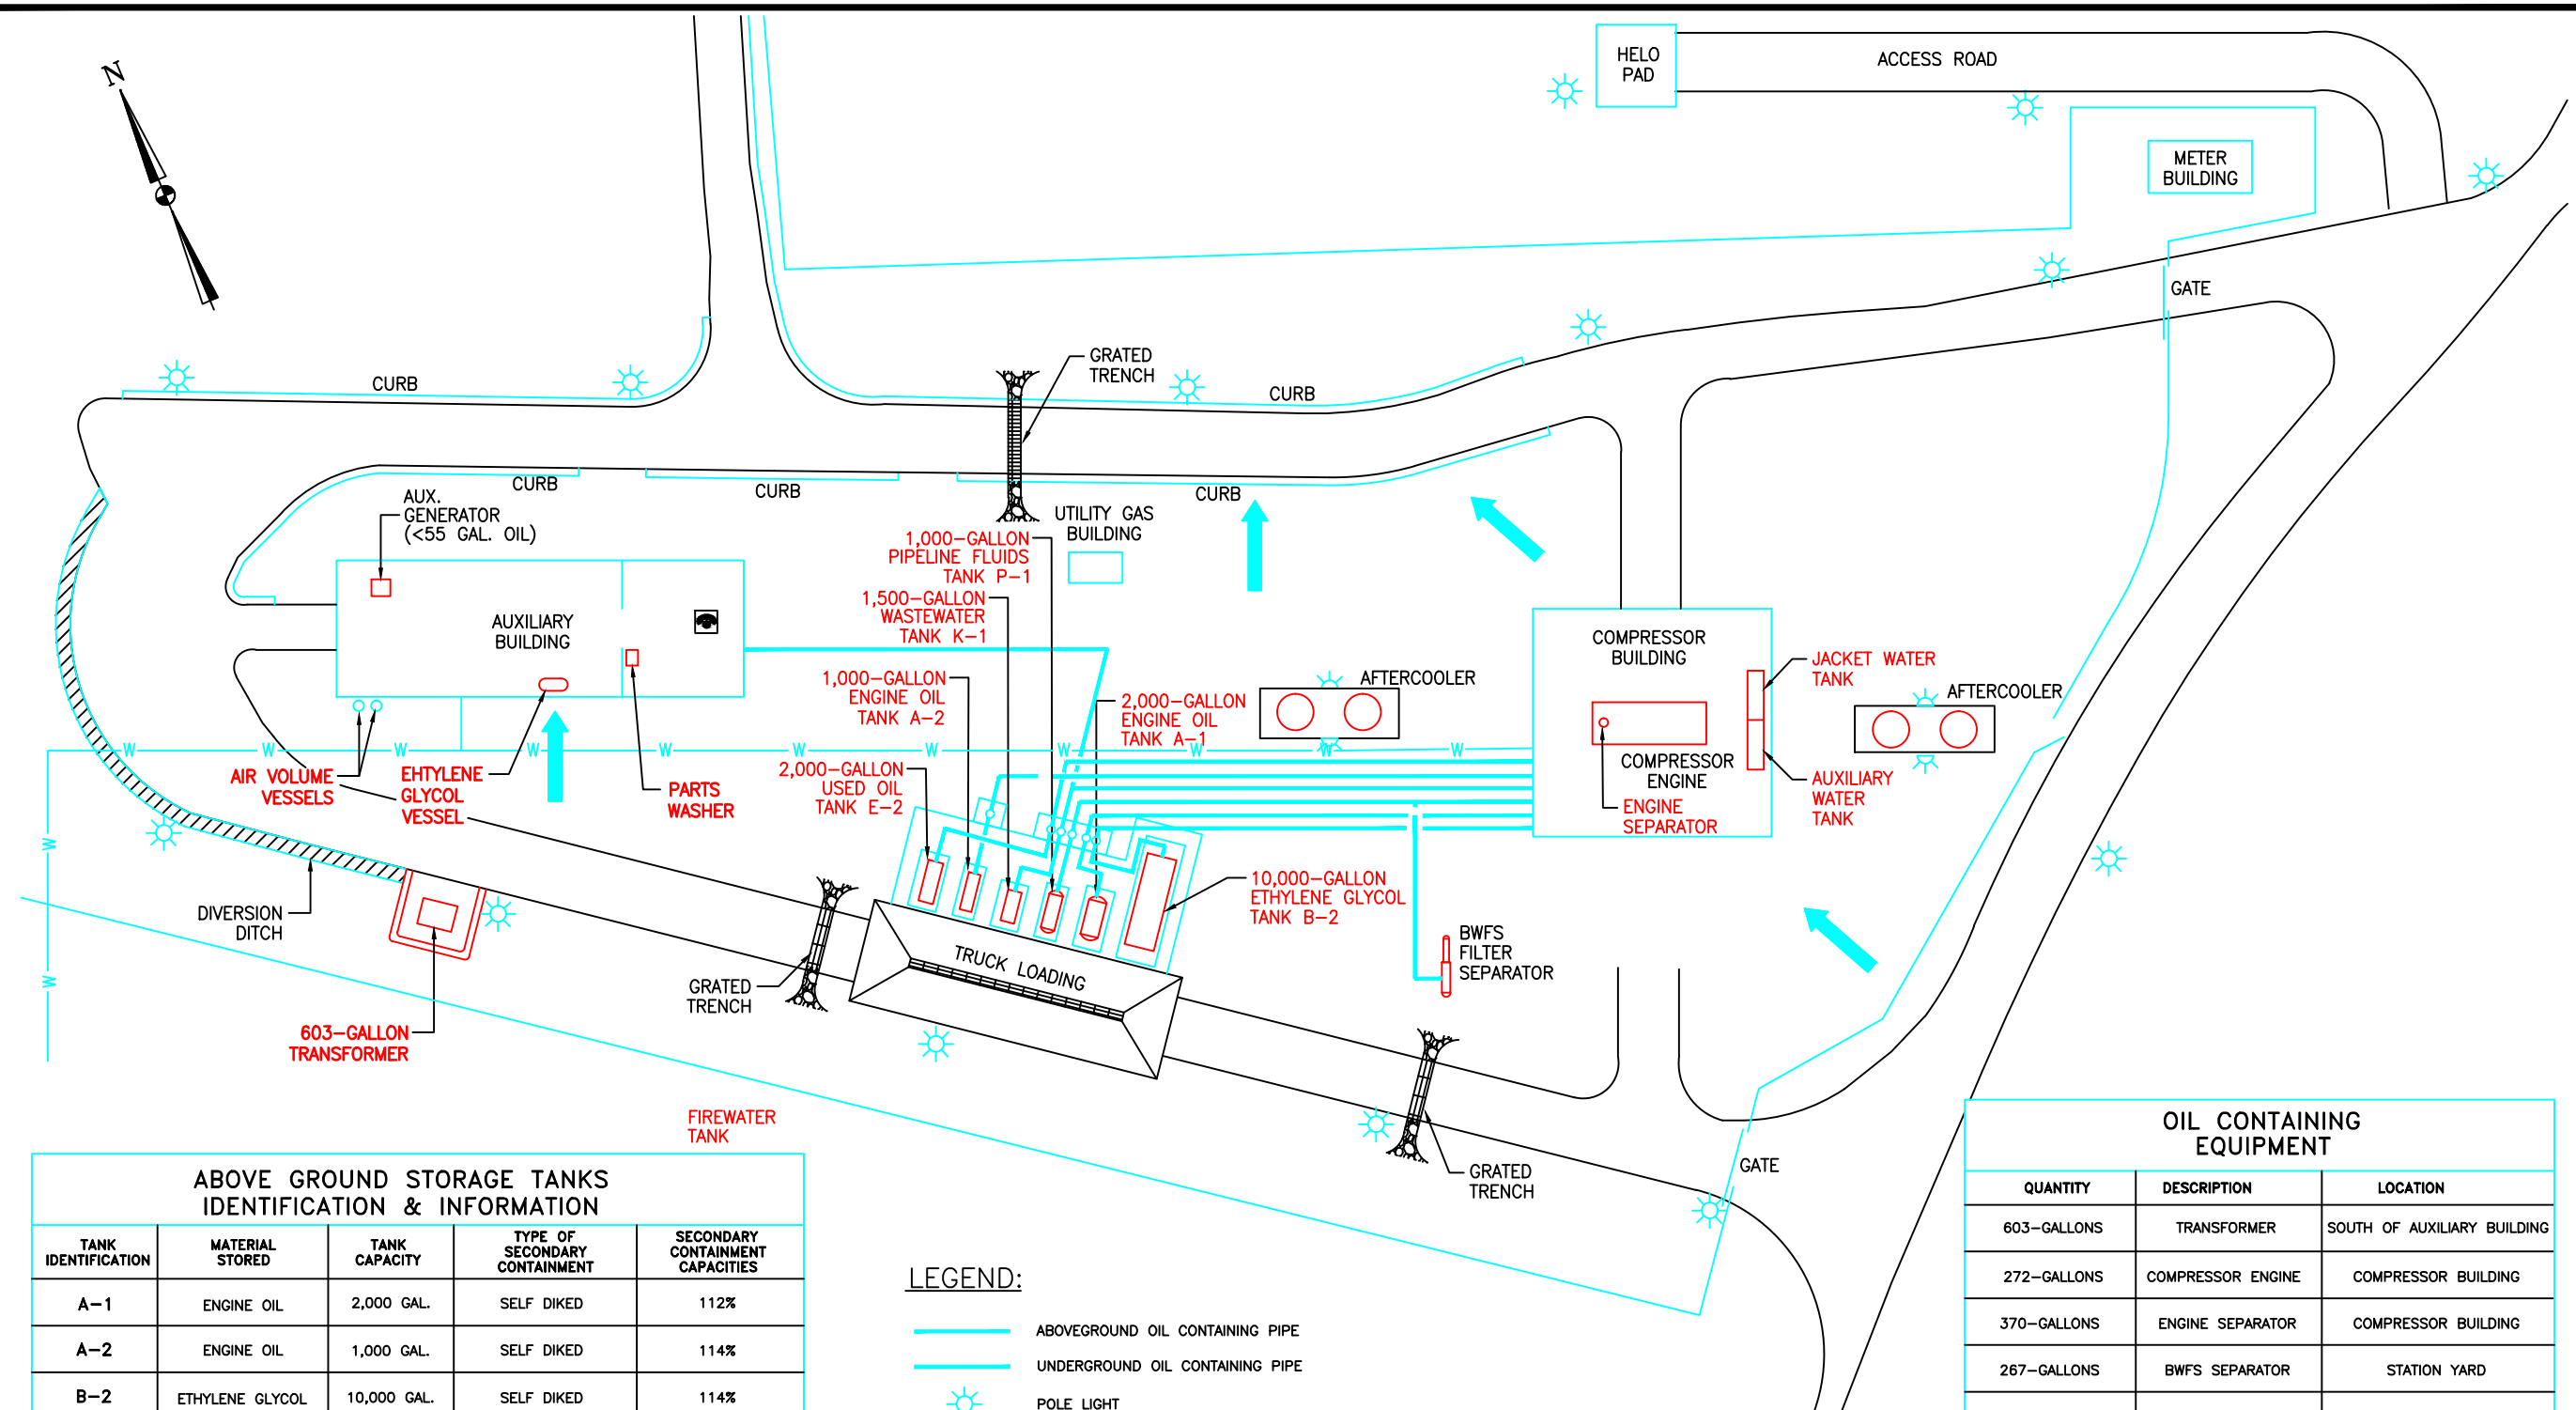 N
HELO
PAD
ACCESS ROAD
METER
BUILDING
GATE
GRATED
TRENCH
CURB
CURB
CURB
CURB
CURB
AUX.
GENERATOR
(<55 GAL. OIL)
UTILITY GAS
BUILDING
1,000-GALLON
PIPELINE FLUIDS
TANK P-1
1,500-GALLON
WASTEWATER
TANK K-1
AUXILIARY
BUILDING
COMPRESSOR
BUILDING
JACKET WATER
TANK
1,000-GALLON
ENGINE OIL
TANK A-2
2,000-GALLON
ENGINE OIL
TANK A-1
AFTERCOOLER
AFTERCOOLER
W W W W W W W W W W W
W
W
AIR VOLUME
VESSELS
EHTYLENE
GLYCOL
VESSEL
PARTS
WASHER
2,000-GALLON
USED OIL
TANK E-2
COMPRESSOR
ENGINE
ENGINE
SEPARATOR
AUXILIARY
WATER
TANK
10,000-GALLON
ETHYLENE GLYCOL
TANK B-2
DIVERSION
DITCH
BWFS
FILTER
SEPARATOR
TRUCK LOADING
GRATED
TRENCH
603-GALLON
TRANSFORMER
FIREWATER
TANK
GRATED
TRENCH
GATE
ABOVE GROUND STORAGE TANKS
IDENTIFICATION & INFORMATION
TANK IDENTIFICATION MATERIAL STORED TANK CAPACITY TYPE OF SECONDARY CONTAINMENT SECONDARY CONTAINMENT CAPACITIES
A-1 ENGINE OIL 2,000 GAL. SELF DIKED 112%
A-2 ENGINE OIL 1,000 GAL. SELF DIKED 114%
B-2 ETHYLENE GLYCOL 10,000 GAL. SELF DIKED 114%
LEGEND:
ABOVEGROUND OIL CONTAINING PIPE
UNDERGROUND OIL CONTAINING PIPE
POLE LIGHT
OIL CONTAINING
EQUIPMENT
QUANTITY DESCRIPTION LOCATION
603-GALLONS TRANSFORMER SOUTH OF AUXILIARY BUILDING
272-GALLONS COMPRESSOR ENGINE COMPRESSOR BUILDING
370-GALLONS ENGINE SEPARATOR COMPRESSOR BUILDING
267-GALLONS BWFS SEPARATOR STATION YARD